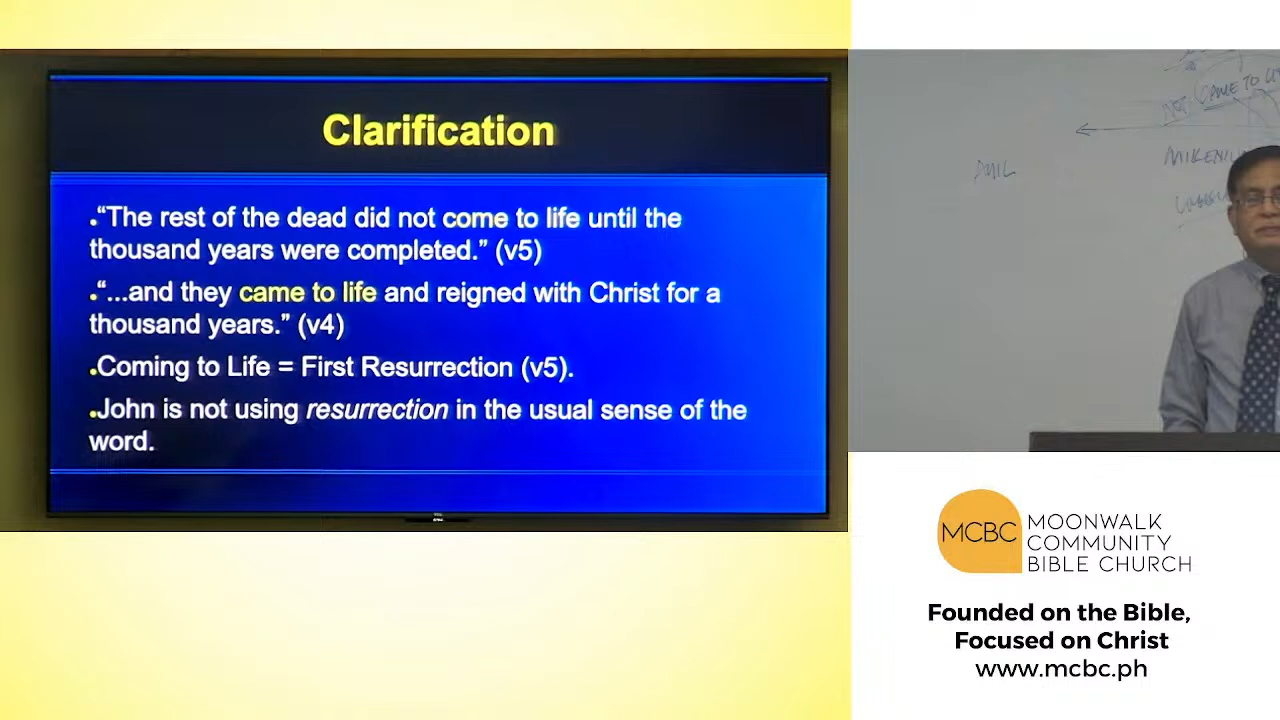 Clarification
•“The rest of the dead did not come to life until the
thousand years were completed.” (v5)
•“...and they came to life and reigned with Christ for a
thousand years.” (v4)
•Coming to Life = First Resurrection (v5).
•John is not using resurrection in the usual sense of the
word.
NOT CAME TO
MCBC
MOONWALK
COMMUNITY
BIBLE CHURCH
Founded on the Bible,
Focused on Christ
www.mcbc.ph